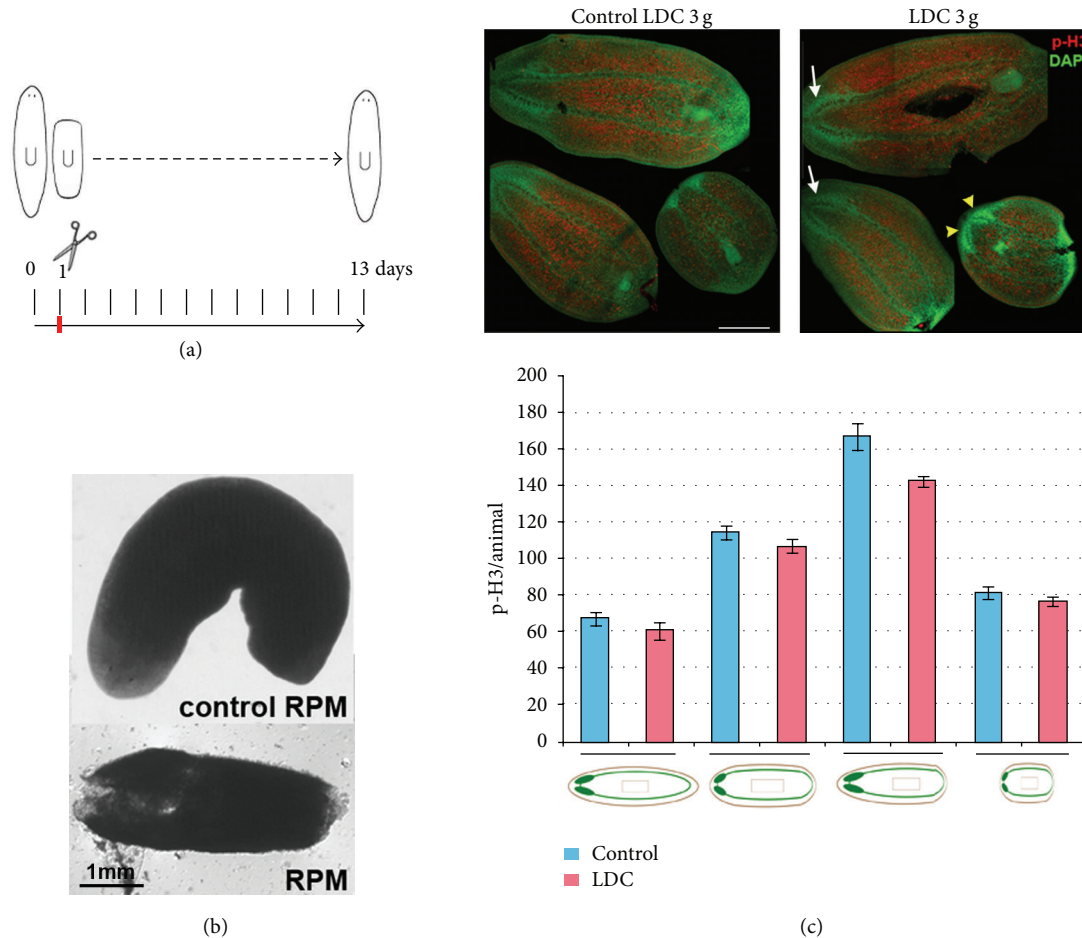 0 1 13 days
(a)
control RPM
1mm
RPM
(b)
Control LDC 3 g
LDC 3 g
p-H3
DAP
200
180
160
140
120
100
80
60
40
20
0
p-H3/animal
Control
LDC
(c)